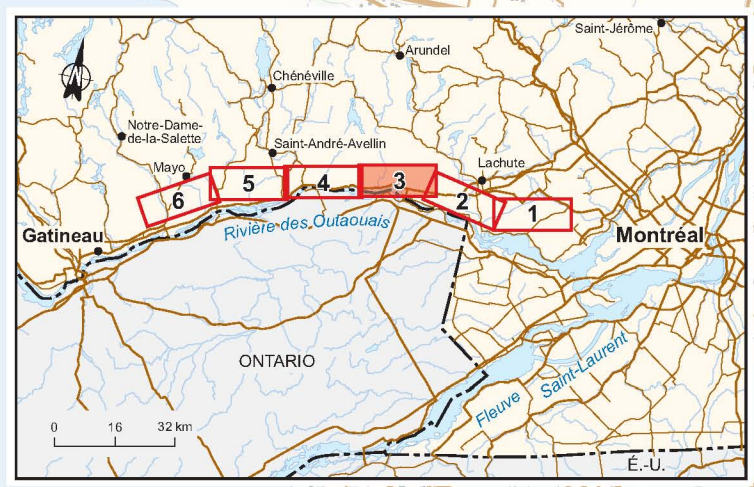 Saint-Jérôme
Arundel
Chénéville
Notre-Dame-
de-la-Salette
Saint-André-Avellin
Mayo
Lachute
6
5
4
3
2
1
Gatineau
Rivière des Outaouais
Montréal
ONTARIO
Fleuve Saint-Laurent
0 16 32 km
É.-U.
N